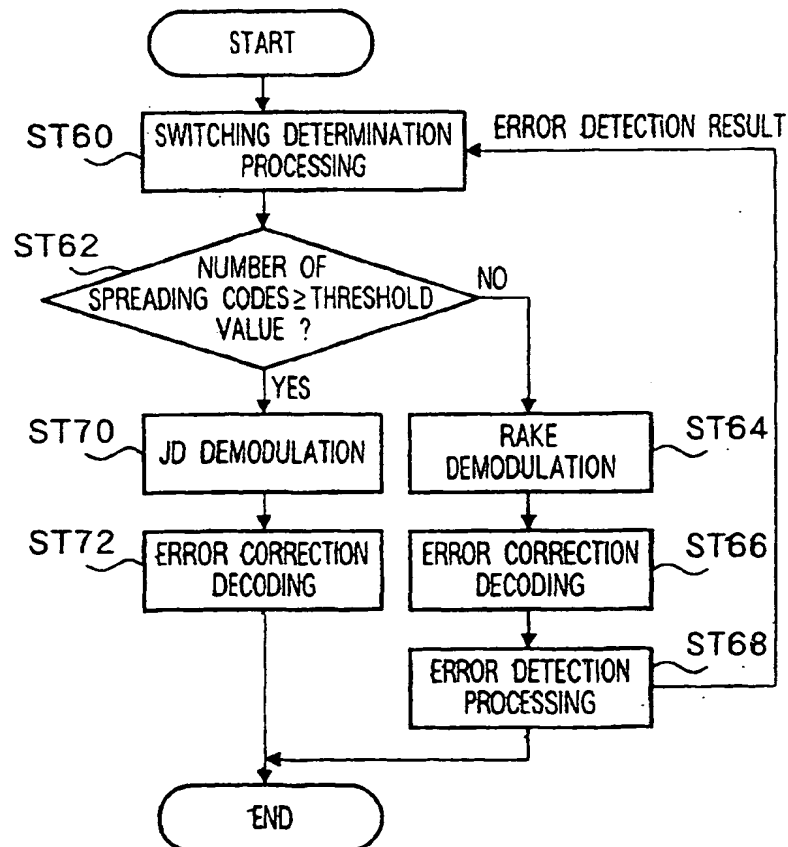 START
ST60
SWITCHING DETERMINATION
PROCESSING
ERROR DETECTION RESULT
ST62
NUMBER OF
SPREADING CODES≥THRESHOLD
VALUE ?
NO
YES
ST70
JD DEMODULATION
RAKE
DEMODULATION
ST64
ST72
ERROR CORRECTION
DECODING
ERROR CORRECTION
DECODING
ST66
ERROR DETECTION
PROCESSING
ST68
END